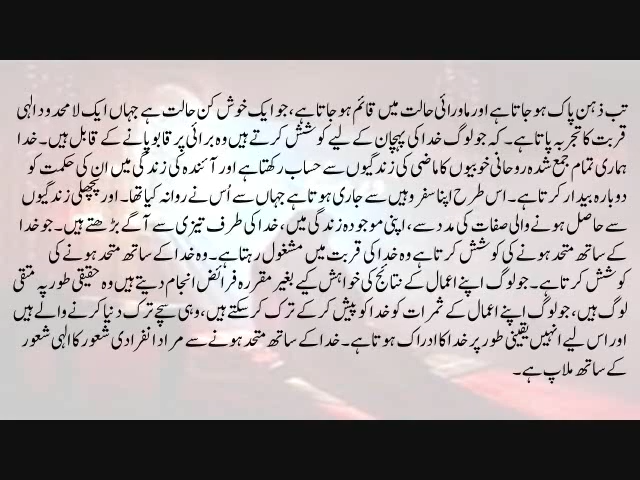 تب ذہن پاک ہو جاتا ہے اور ماورائی حالت میں قائم ہو جاتا ہے، جو ایک خوش کن حالت ہے جہاں ایک لامحدود الہی
قربت کا تجربہ پاتا ہے۔ کہ جو لوگ خدا کی پہچان کے لیے کوشش کرتے ہیں وہ برائی پر قابو پانے کے قابل ہیں۔ خدا
ہماری تمام جمع شدہ روحانی خوبیوں کا ماضی کی زندگیوں سے حساب رکھتا ہے اور آئندہ کی زندگی میں ان کی حکمت کو
دوبارہ بیدار کرتا ہے۔ اس طرح اپنا سفر وہیں سے جاری ہوتا ہے جہاں سے اُس نے روانہ کیا تھا۔ اور پچھلی زندگیوں
سے حاصل ہونے والی صفات کی مدد سے، اپنی موجودہ زندگی میں، خدا کی طرف تیزی سے آگے بڑھتے ہیں۔ جو خدا
کے ساتھ متحد ہونے کی کوشش کرتا ہے وہ خدا کی قربت میں مشغول رہتا ہے۔ وہ خدا کے ساتھ متحد ہونے کی
کوشش کرتا ہے۔ جو لوگ اپنے اعمال کے نتائج کی خواہش کیے بغیر مقررہ فرائض انجام دیتے ہیں وہ حقیقی طور پہ متقی
لوگ ہیں، جو لوگ اپنے اعمال کے ثمرات کو خدا کو پیش کر کے ترک کر سکتے ہیں، وہی سچے ترک دنیا کرنے والے ہیں
اور اس لیے انہیں یقینی طور پر خدا کا ادراک ہوتا ہے۔ خدا کے ساتھ متحد ہونے سے مراد انفرادی شعور کا الہی شعور
کے ساتھ ملاپ ہے۔